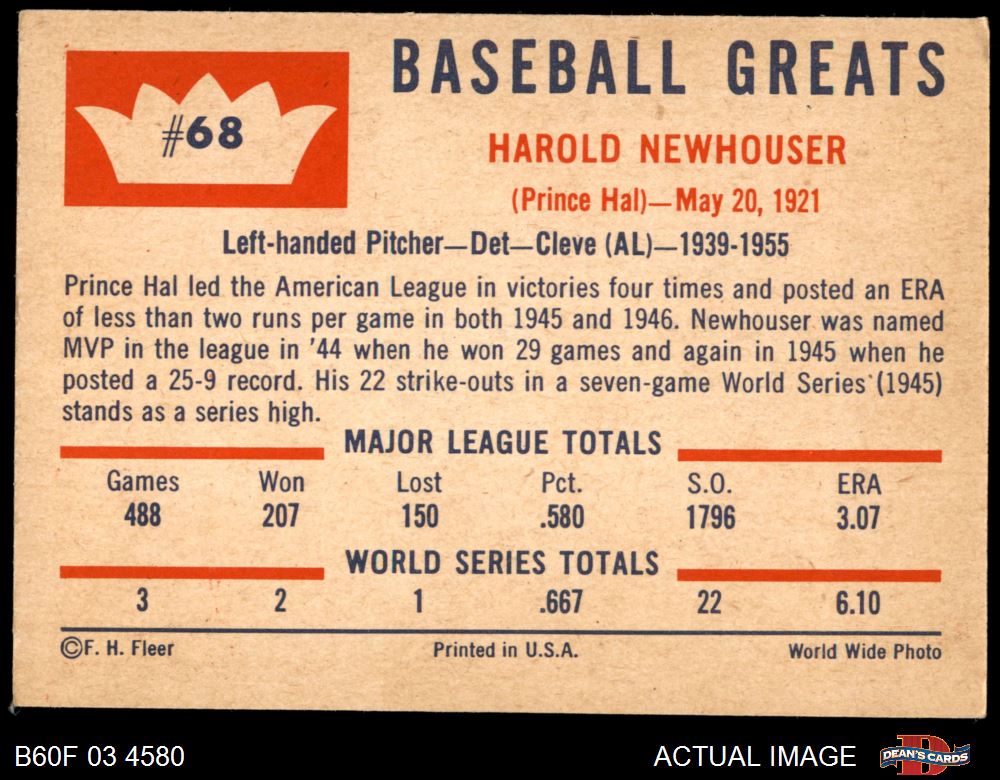 #68
BASEBALL GREATS
HAROLD NEWHOUSER
(Prince Hal)—May 20, 1921
Left-handed Pitcher—Det—Cleve (AL)—1939-1955
Prince Hal led the American League in victories four times and posted an ERA
of less than two runs per game in both 1945 and 1946. Newhouser was named
MVP in the league in '44 when he won 29 games and again in 1945 when he
posted a 25-9 record. His 22 strike-outs in a seven-game World Series (1945)
stands as a series high.
MAJOR LEAGUE TOTALS
Games Won Lost Pct. S.O. ERA
488 207 150 .580 1796 3.07
WORLD SERIES TOTALS
3 2 1 .667 22 6.10
©F. H. Fleer Printed in U.S.A. World Wide Photo
B60F 03 4580 ACTUAL IMAGE DEAN'S CARDS